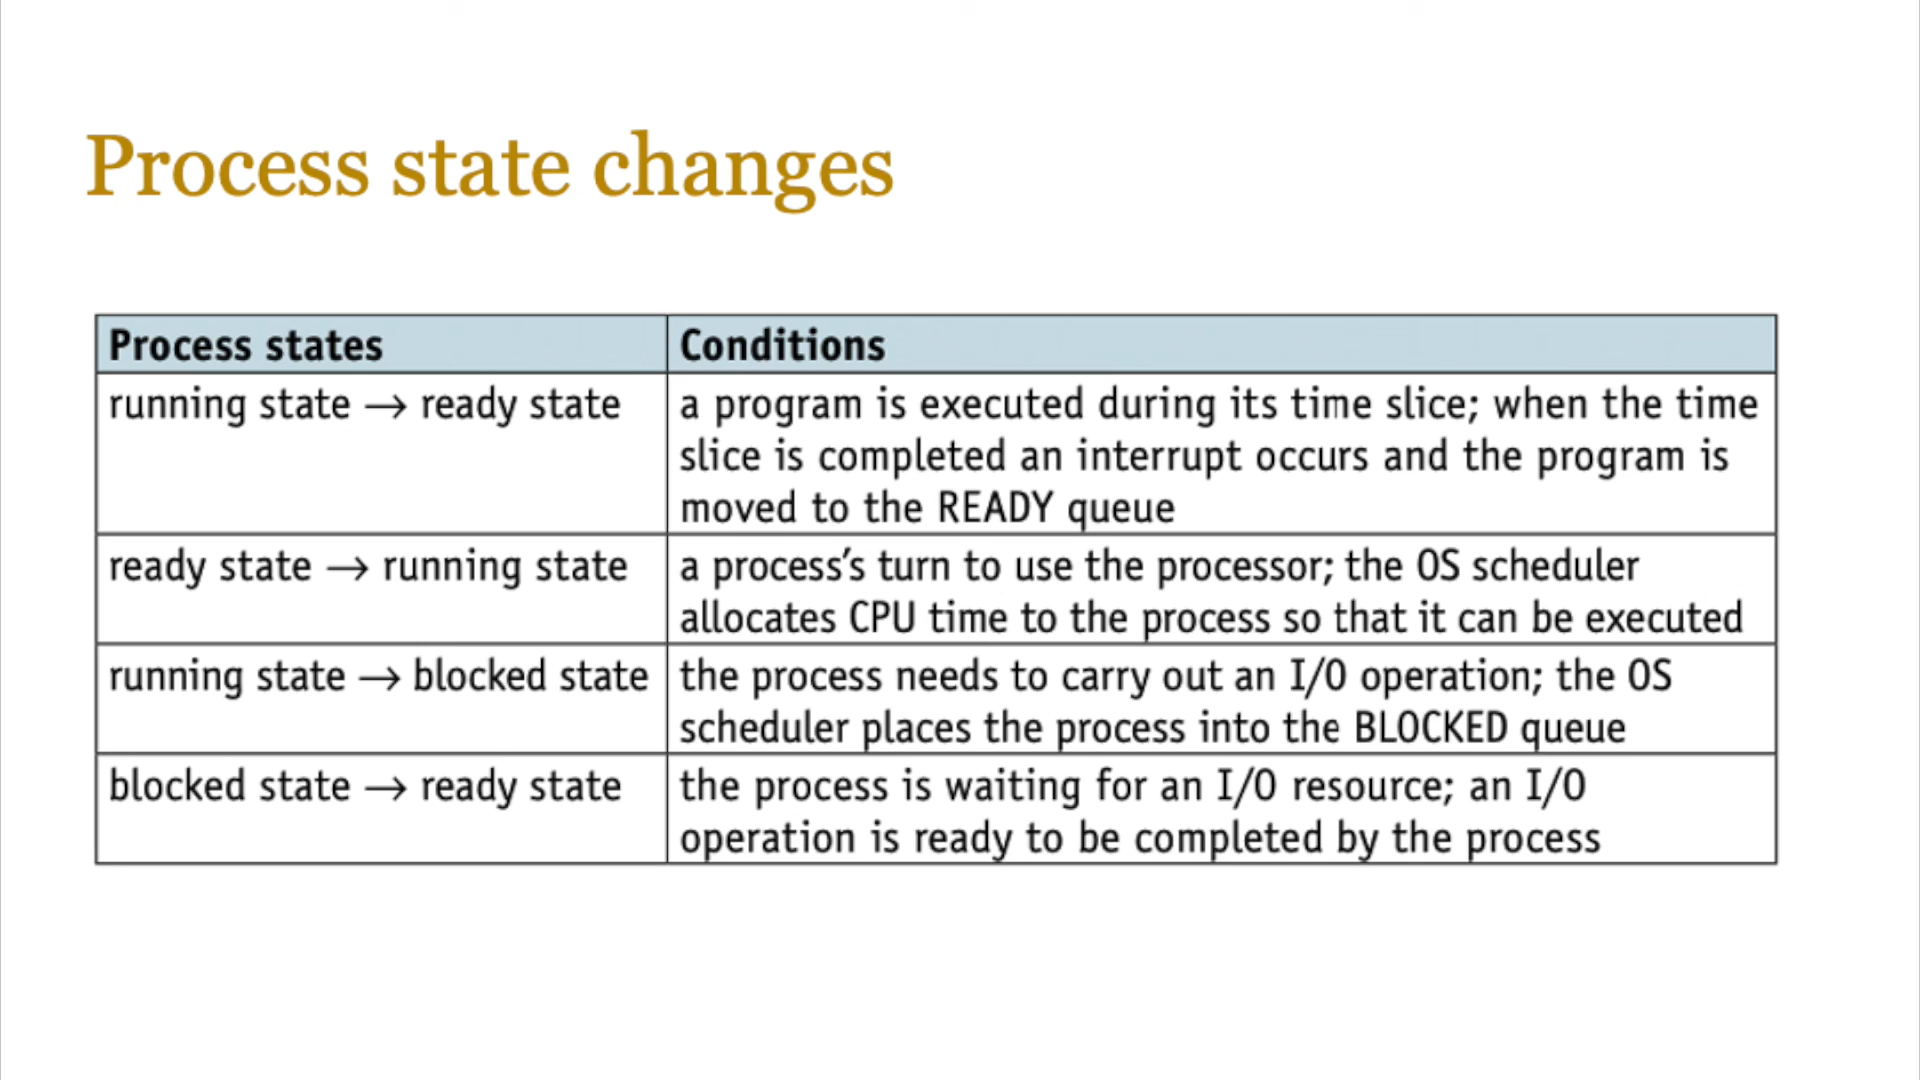 Process state changes
Process states
Conditions
running state → ready state
a program is executed during its time slice; when the time
slice is completed an interrupt occurs and the program is
moved to the READY queue
ready state → running state
a process’s turn to use the processor; the OS scheduler
allocates CPU time to the process so that it can be executed
running state → blocked state
the process needs to carry out an I/O operation; the OS
scheduler places the process into the BLOCKED queue
blocked state → ready state
the process is waiting for an I/O resource; an I/O
operation is ready to be completed by the process